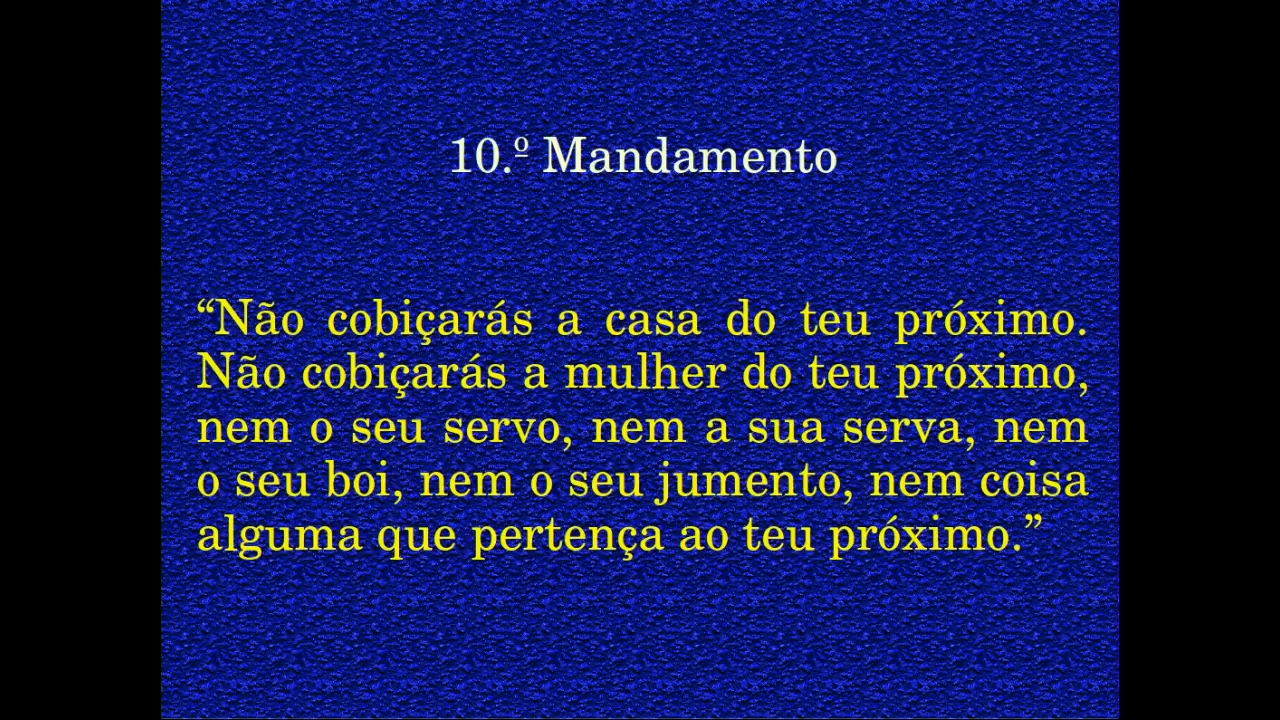 10.º Mandamento
“Não cobiçarás a casa do teu próximo.
Não cobiçarás a mulher do teu próximo,
nem o seu servo, nem a sua serva, nem
o seu boi, nem o seu jumento, nem coisa
alguma que pertença ao teu próximo.”